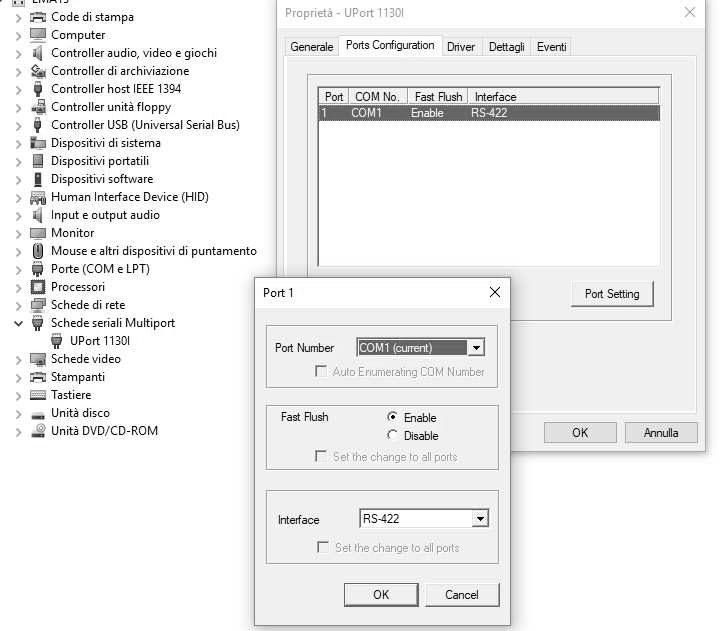 Codice di stampa
Computer
Controller audio, video e giochi
Controller di archiviazione
Controller host IEEE 1394
Controller unità floppy
Controller USB (Universal Serial Bus)
Dispositivi di sistema
Dispositivi portatili
Dispositivi software
Human Interface Device (HID)
Input e output audio
Monitor
Mouse e altri dispositivi di puntamento
Porte (COM e LPT)
Processori
Schede di rete
Schede seriali Multiport
UPort 1130I
Schede video
Stampanti
Tastiere
Unità disco
Unità DVD/CD-ROM
Proprietà - UPort 1130I
Generale Ports Configuration Driver Dettagli Eventi
Port COM No. Fast Flush Interface
1 COM1 Enable RS-422
Port Setting
OK Annulla
Port 1
Port Number COM1 (current)
Auto Enumerating COM Number
Fast Flush Enable
Disable
Set the change to all ports
Interface RS-422
Set the change to all ports
OK Cancel